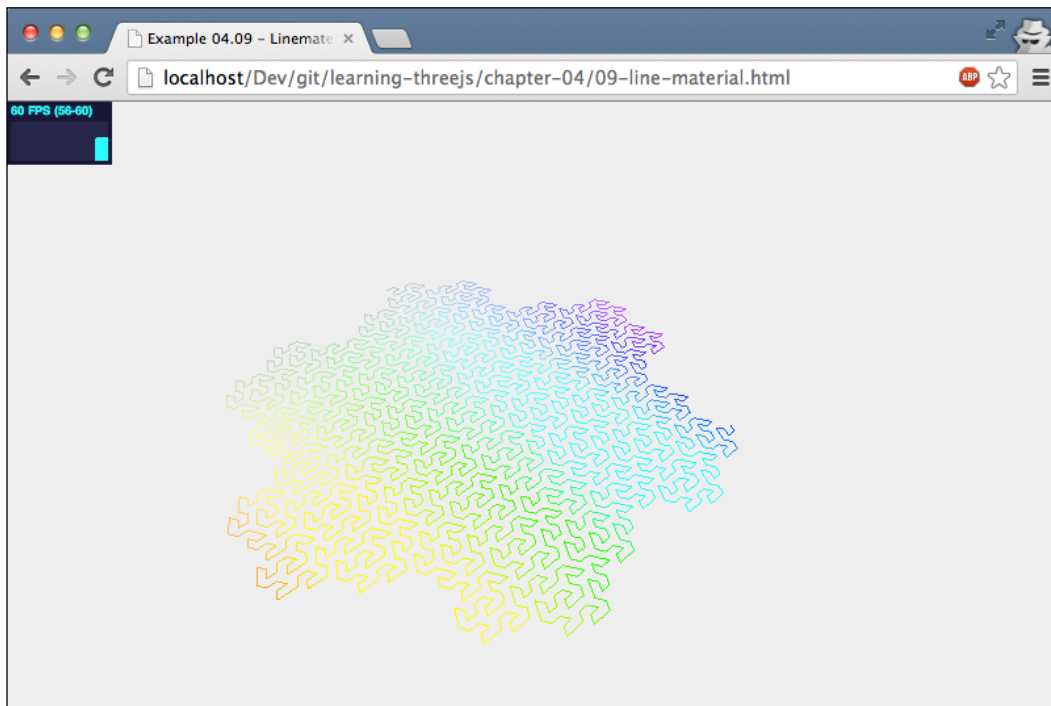 Example 04.09 – Linemate
localhost/Dev/git/learning-threejs/chapter-04/09-line-material.html
ABP
60 FPS (56-60)